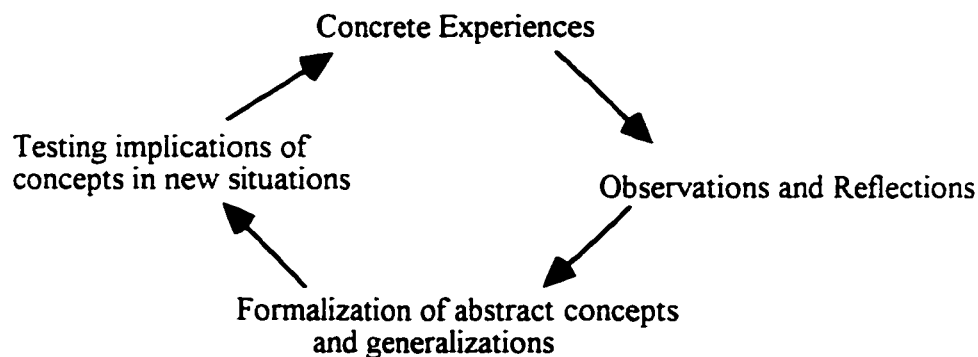 Concrete Experiences
Testing implications of
concepts in new situations
Observations and Reflections
Formalization of abstract concepts
and generalizations